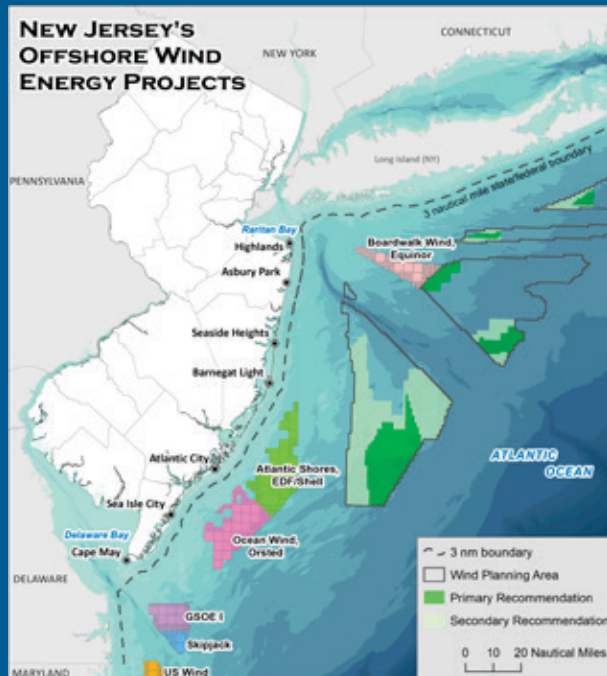 NEW JERSEY'S
OFFSHORE WIND
ENERGY PROJECTS
CONNECTICUT
NEW YORK
Long Island (NY)
PENNSYLVANIA
3 nautical mile state/federal boundary
Raritan Bay
Highlands
Boardwalk Wind,
Equinor
Asbury Park
Seaside Heights
Barnegat Light
Atlantic City
Atlantic Shores,
EDF/Shell
ATLANTIC
OCEAN
Sea Isle City
Delaware Bay
Ocean Wind,
Orsted
Cape May
DELAWARE
GSOE I
Skipjack
MARYLAND
US Wind
3 nm boundary
Wind Planning Area
Primary Recommendation
Secondary Recommendation
0 10 20 Nautical Miles